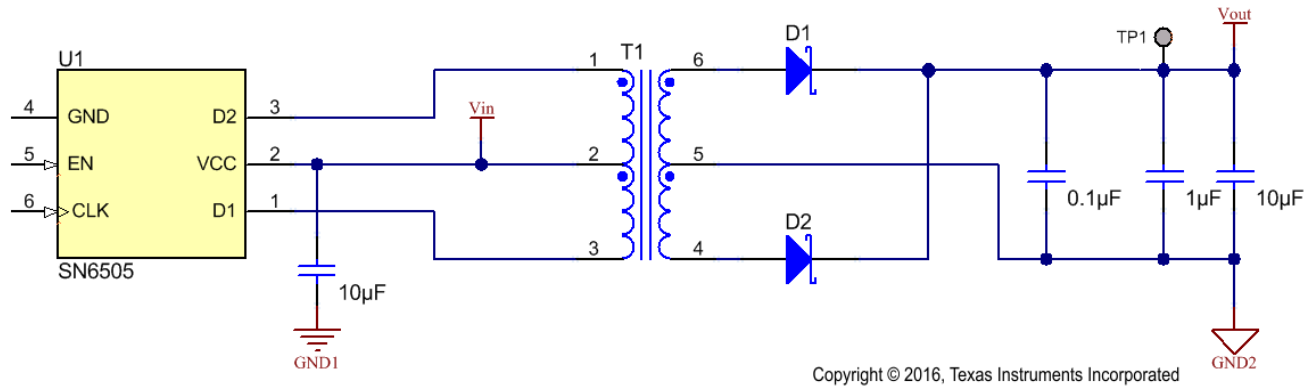 U1
4 GND D2 3
5 EN VCC 2
6 CLK D1 1
SN6505
10µF
GND1
Vin
T1
1 6
2 5
3 4
D1
D2
TP1
Vout
0.1µF
1µF
10µF
GND2
Copyright © 2016, Texas Instruments Incorporated